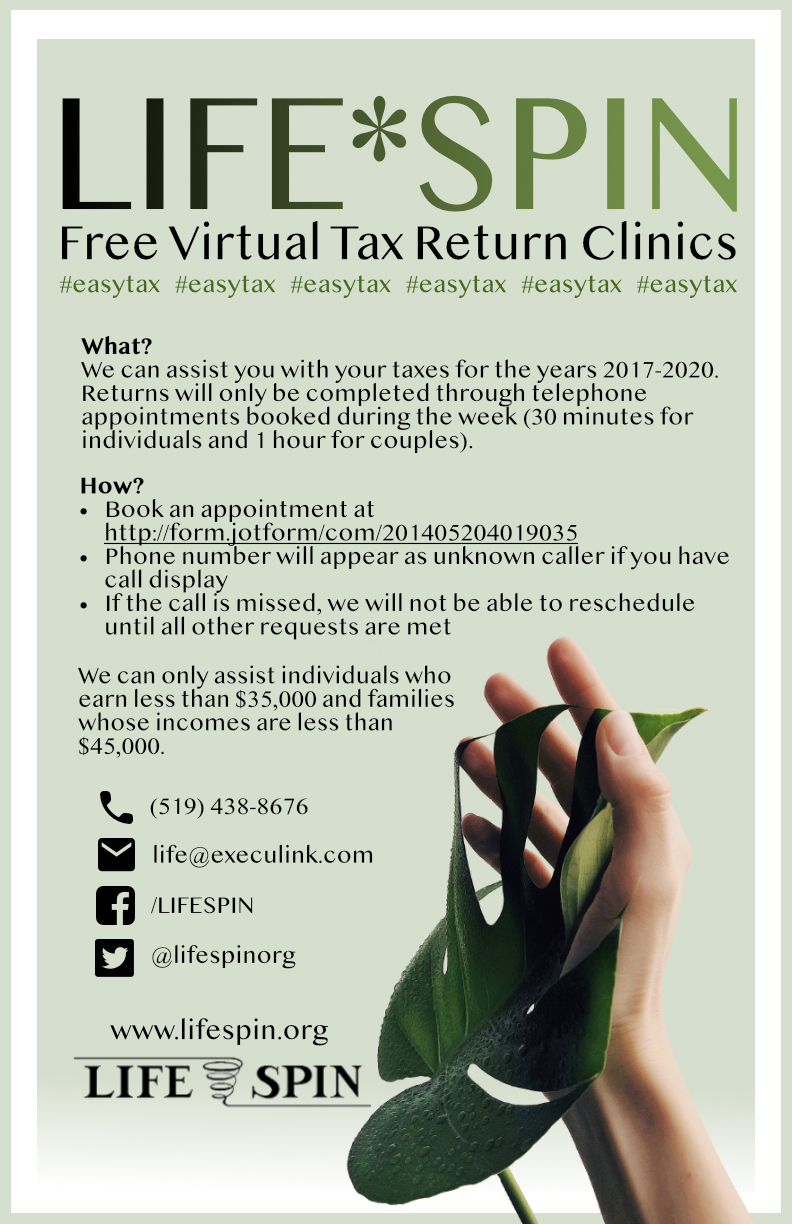 LIFE*SPIN
Free Virtual Tax Return Clinics
#easytax #easytax #easytax #easytax #easytax #easytax
What?
We can assist you with your taxes for the years 2017-2020.
Returns will only be completed through telephone
appointments booked during the week (30 minutes for
individuals and 1 hour for couples).
How?
• Book an appointment at
http://form.jotform/com/201405204019035
• Phone number will appear as unknown caller if you have
call display
• If the call is missed, we will not be able to reschedule
until all other requests are met
We can only assist individuals who
earn less than $35,000 and families
whose incomes are less than
$45,000.
(519) 438-8676
life@execulink.com
/LIFESPIN
@lifespinorg
www.lifespin.org
LIFE SPIN